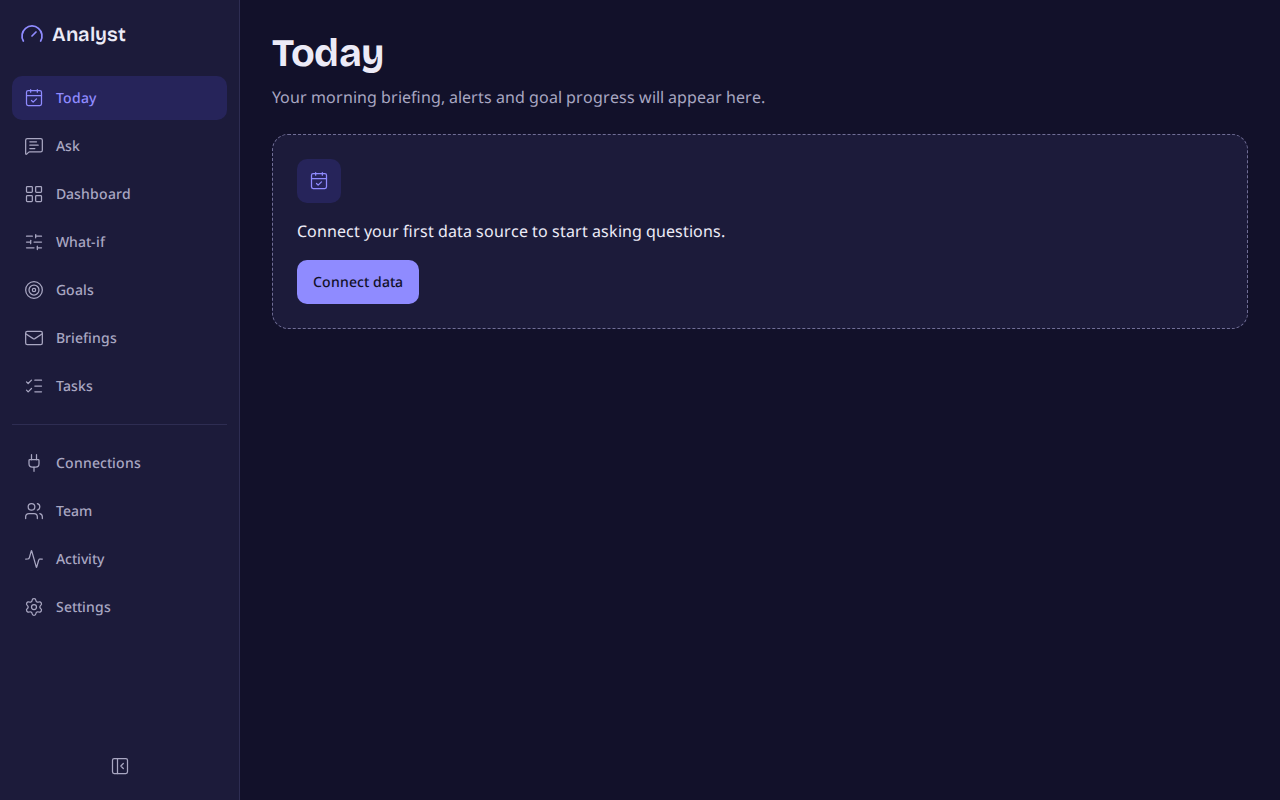 Analyst
Today
Ask
Dashboard
What-if
Goals
Briefings
Tasks
Connections
Team
Activity
Settings
Today
Your morning briefing, alerts and goal progress will appear here.
Connect your first data source to start asking questions.
Connect data